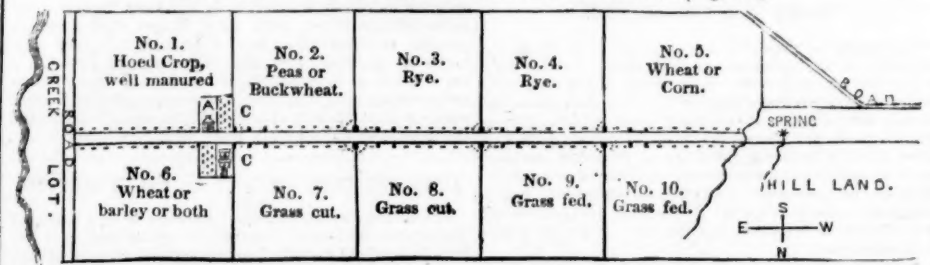 No. 1.
Hoed Crop,
well manured
No. 2.
Peas or
Buckwheat.
No. 3.
Rye.
No. 4.
Rye.
No. 5.
Wheat or
Corn.
ROAD
CREEK LOT.
ROAD
A
C
SPRING
C
No. 6.
Wheat or
barley or both
No. 7.
Grass cut.
No. 8.
Grass cut.
No. 9.
Grass fed.
No. 10.
Grass fed.
HILL LAND.
S
E W
N